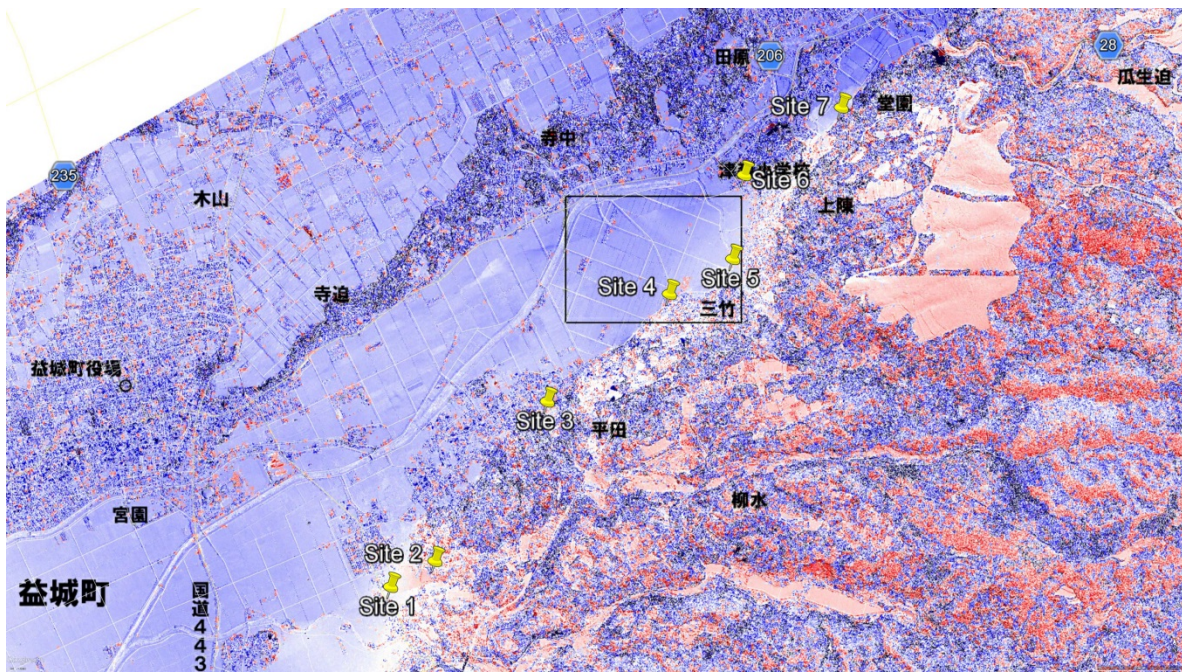 28
田原
206
瓜生迫
Site 7
堂園
寺中
235
Site 6
木山
上陳
Site 5
Site 4
寺迫
三竹
益城町役場
Site 3
平田
柳水
宮園
Site 2
益城町
国道443
Site 1